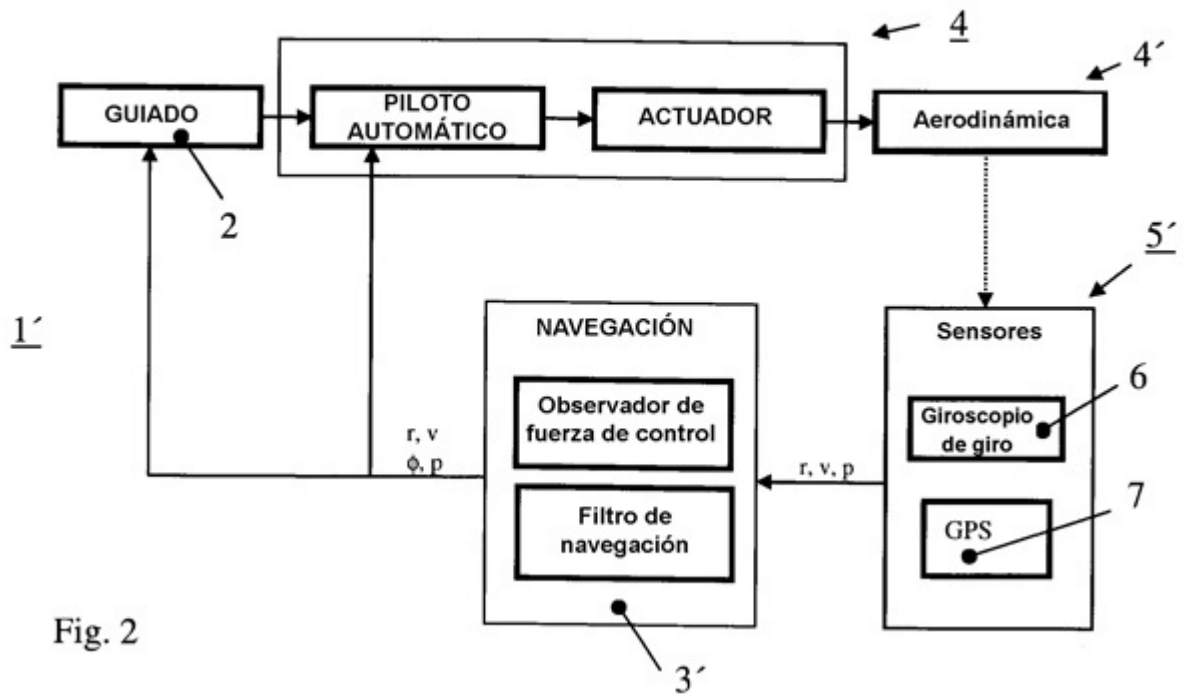 4
4´
GUIADO
PILOTO
AUTOMÁTICO
ACTUADOR
Aerodinámica
2
5´
1´
NAVEGACIÓN
Sensores
Observador de
fuerza de control
6
Giroscopio
de giro
r, v
ϕ, p
r, v, p
Filtro de
navegación
7
GPS
Fig. 2
3´